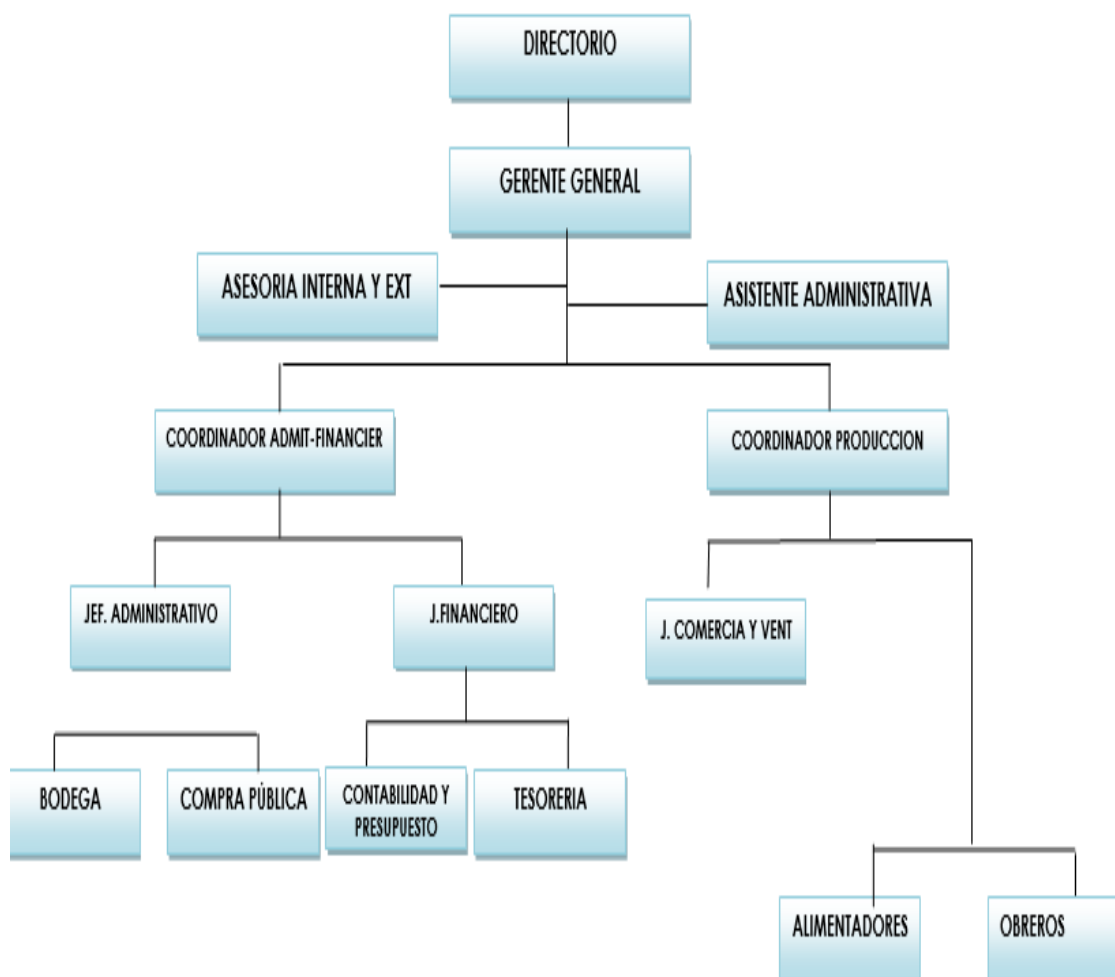 DIRECTORIO
GERENTE GENERAL
ASESORIA INTERNA Y EXT
ASISTENTE ADMINISTRATIVA
COORDINADOR ADMIT-FINANCIER
COORDINADOR PRODUCCION
JEF. ADMINISTRATIVO
J.FINANCIERO
J. COMERCIA Y VENT
BODEGA
COMPRA PÚBLICA
CONTABILIDAD Y
PRESUPUESTO
TESORERIA
ALIMENTADORES
OBREROS